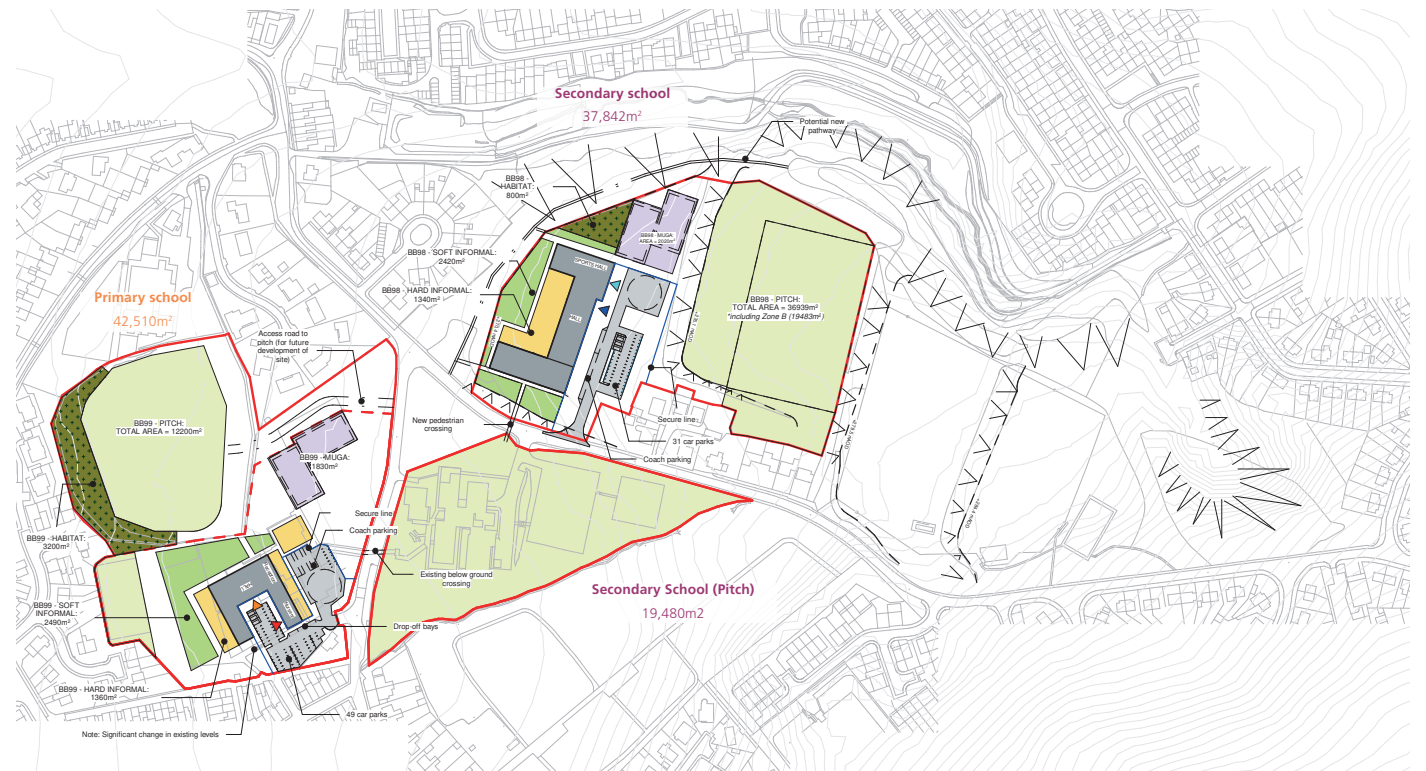 Secondary school
37,842m²
Potential new
pathway
BB98 -
HABITAT:
800m²
BB98 - MUGA:
AREA = 2020m²
BB98 - SOFT INFORMAL:
2420m²
SPORTS HALL
BB98 - HARD INFORMAL:
1340m²
HALL
BB98 - PITCH:
TOTAL AREA = 36939m²
*including Zone B (19483m²)
Primary school
42,510m²
Access road to
pitch (for future
development of
site)
New pedestrian
crossing
Secure line
31 car parks
Coach parking
BB99 - PITCH:
TOTAL AREA = 12200m²
BB99 - MUGA:
1830m²
Secure line
Coach parking
BB99 - HABITAT:
3200m²
Existing below ground
crossing
Secondary School (Pitch)
19,480m2
BB99 - SOFT
INFORMAL:
2490m²
HALL
Drop-off bays
BB99 - HARD INFORMAL:
1360m²
49 car parks
Note: Significant change in existing levels